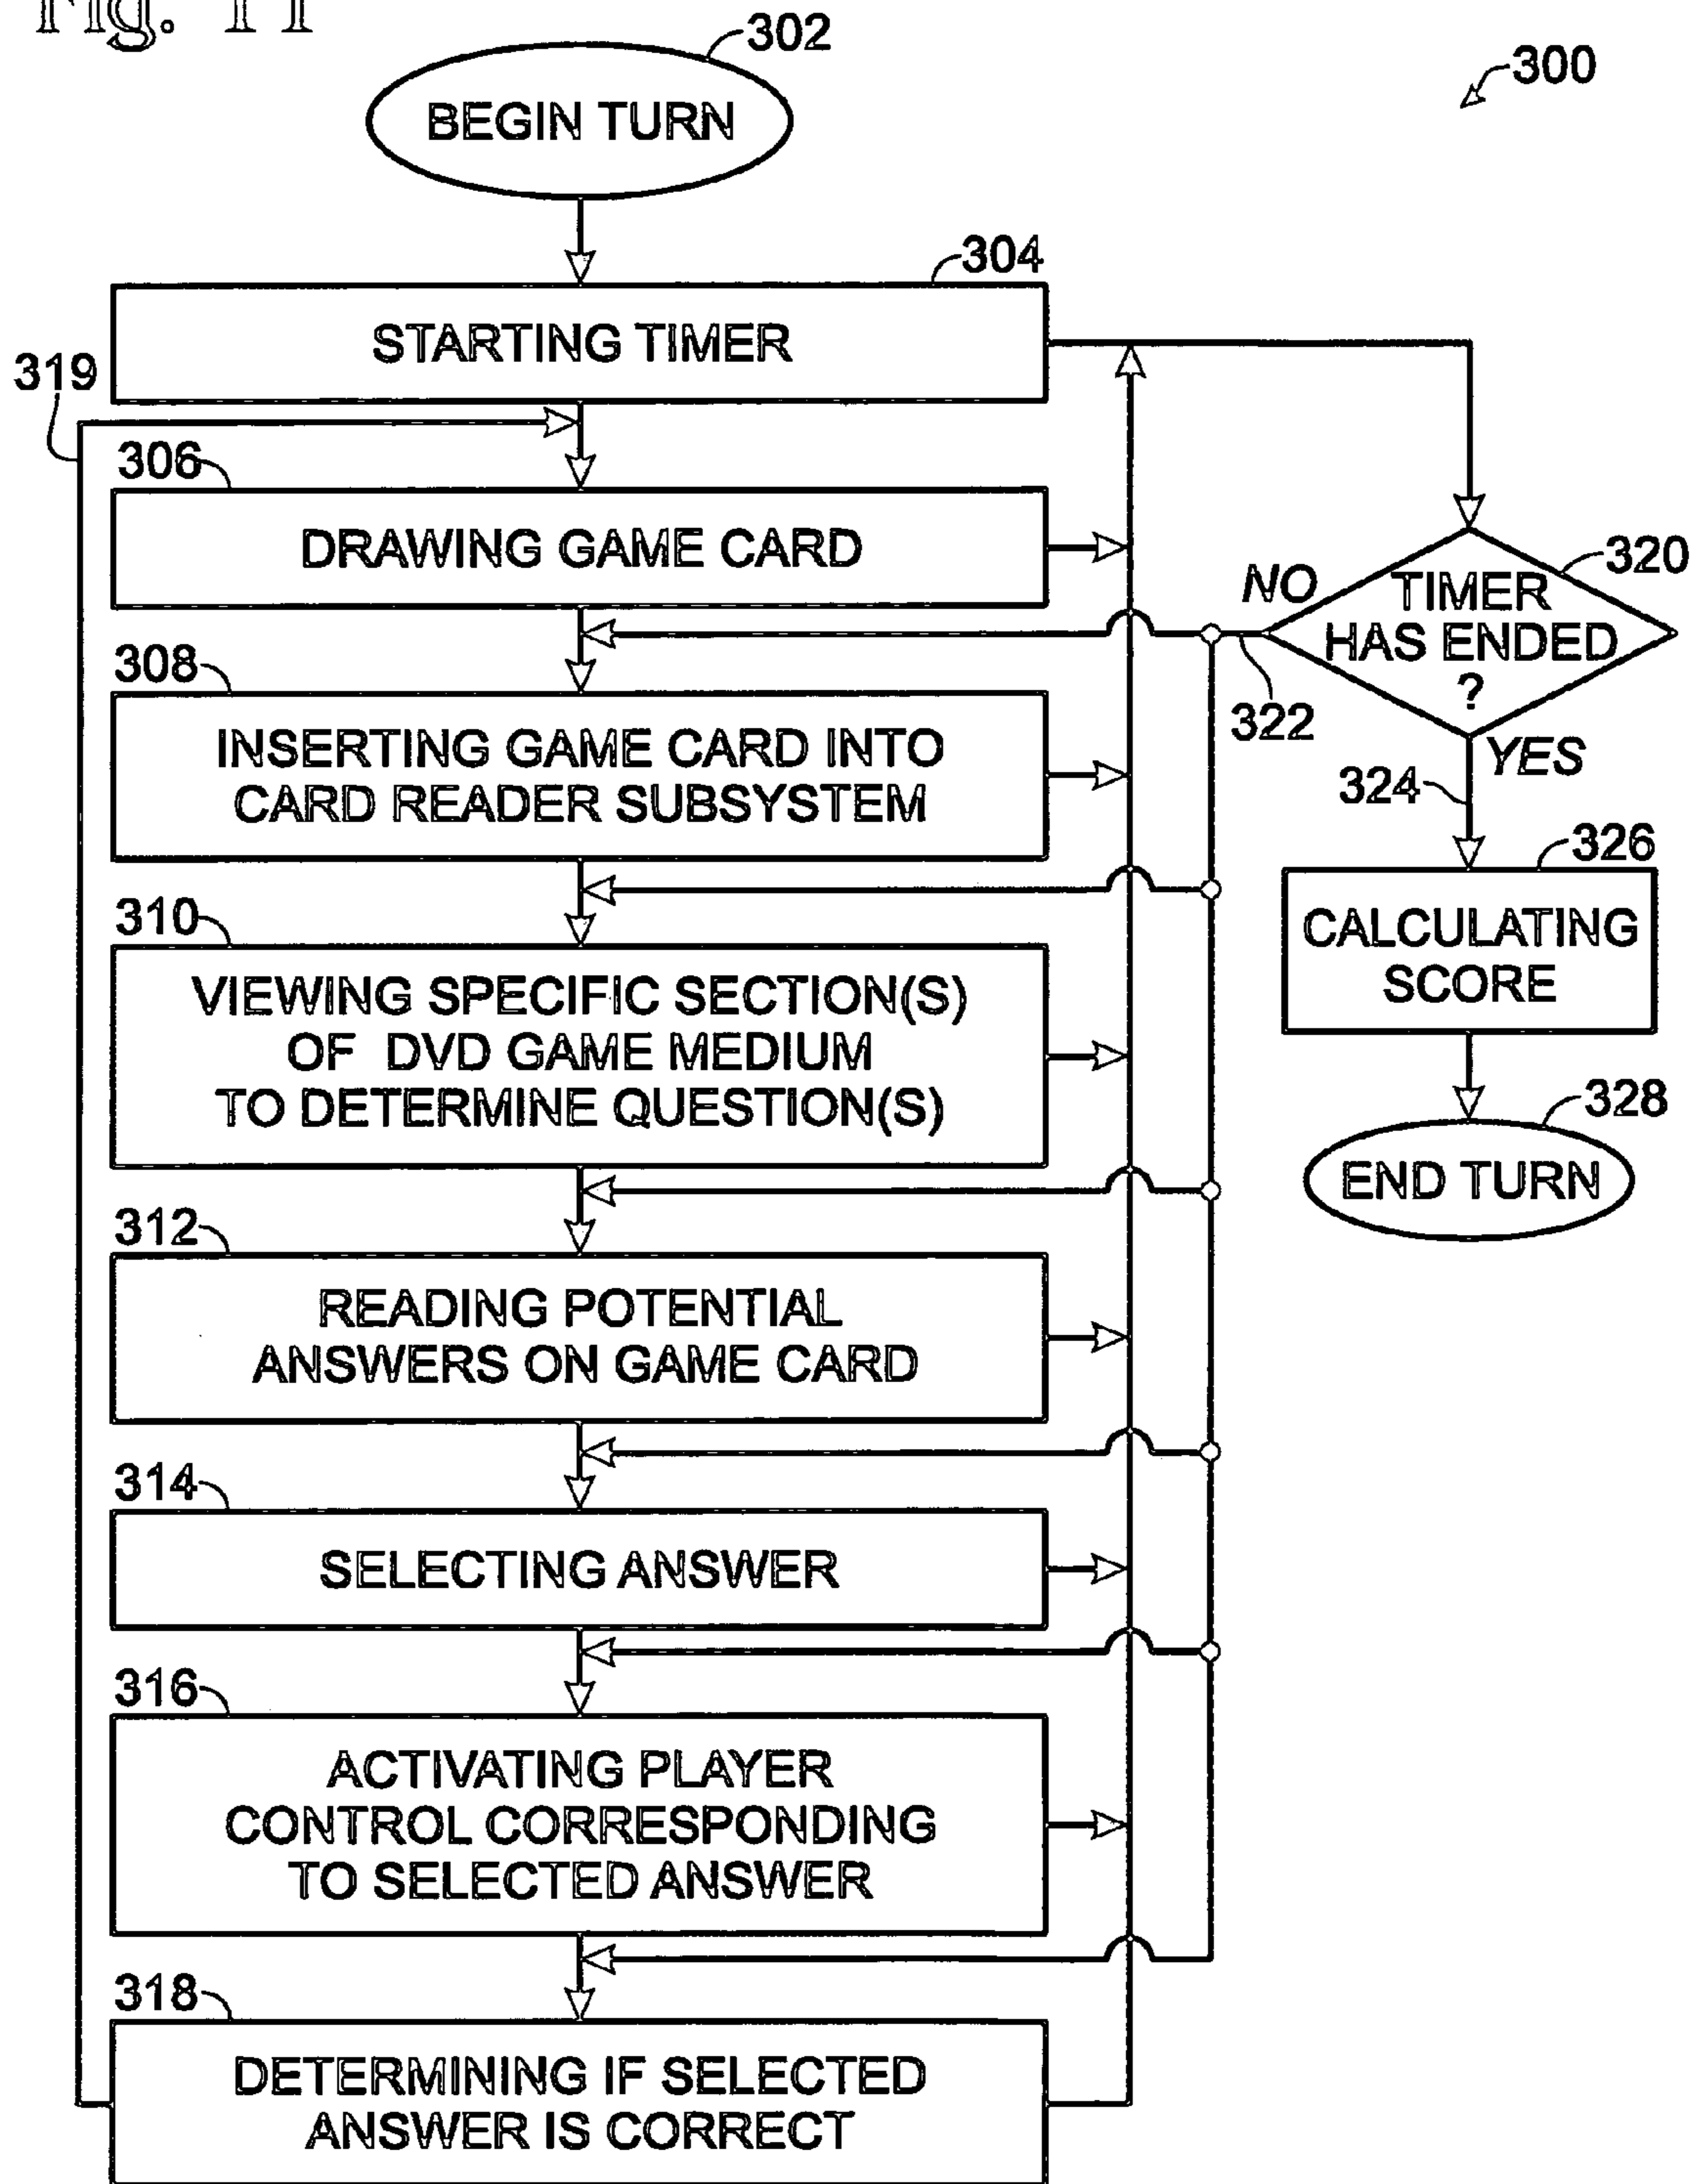 Fig. 11
302
BEGIN TURN
300
304
STARTING TIMER
319
306
DRAWING GAME CARD
320
NO
TIMER
HAS ENDED
?
322
308
INSERTING GAME CARD INTO
CARD READER SUBSYSTEM
YES
324
326
CALCULATING
SCORE
310
VIEWING SPECIFIC SECTION(S)
OF DVD GAME MEDIUM
TO DETERMINE QUESTION(S)
328
END TURN
312
READING POTENTIAL
ANSWERS ON GAME CARD
314
SELECTING ANSWER
316
ACTIVATING PLAYER
CONTROL CORRESPONDING
TO SELECTED ANSWER
318
DETERMINING IF SELECTED
ANSWER IS CORRECT